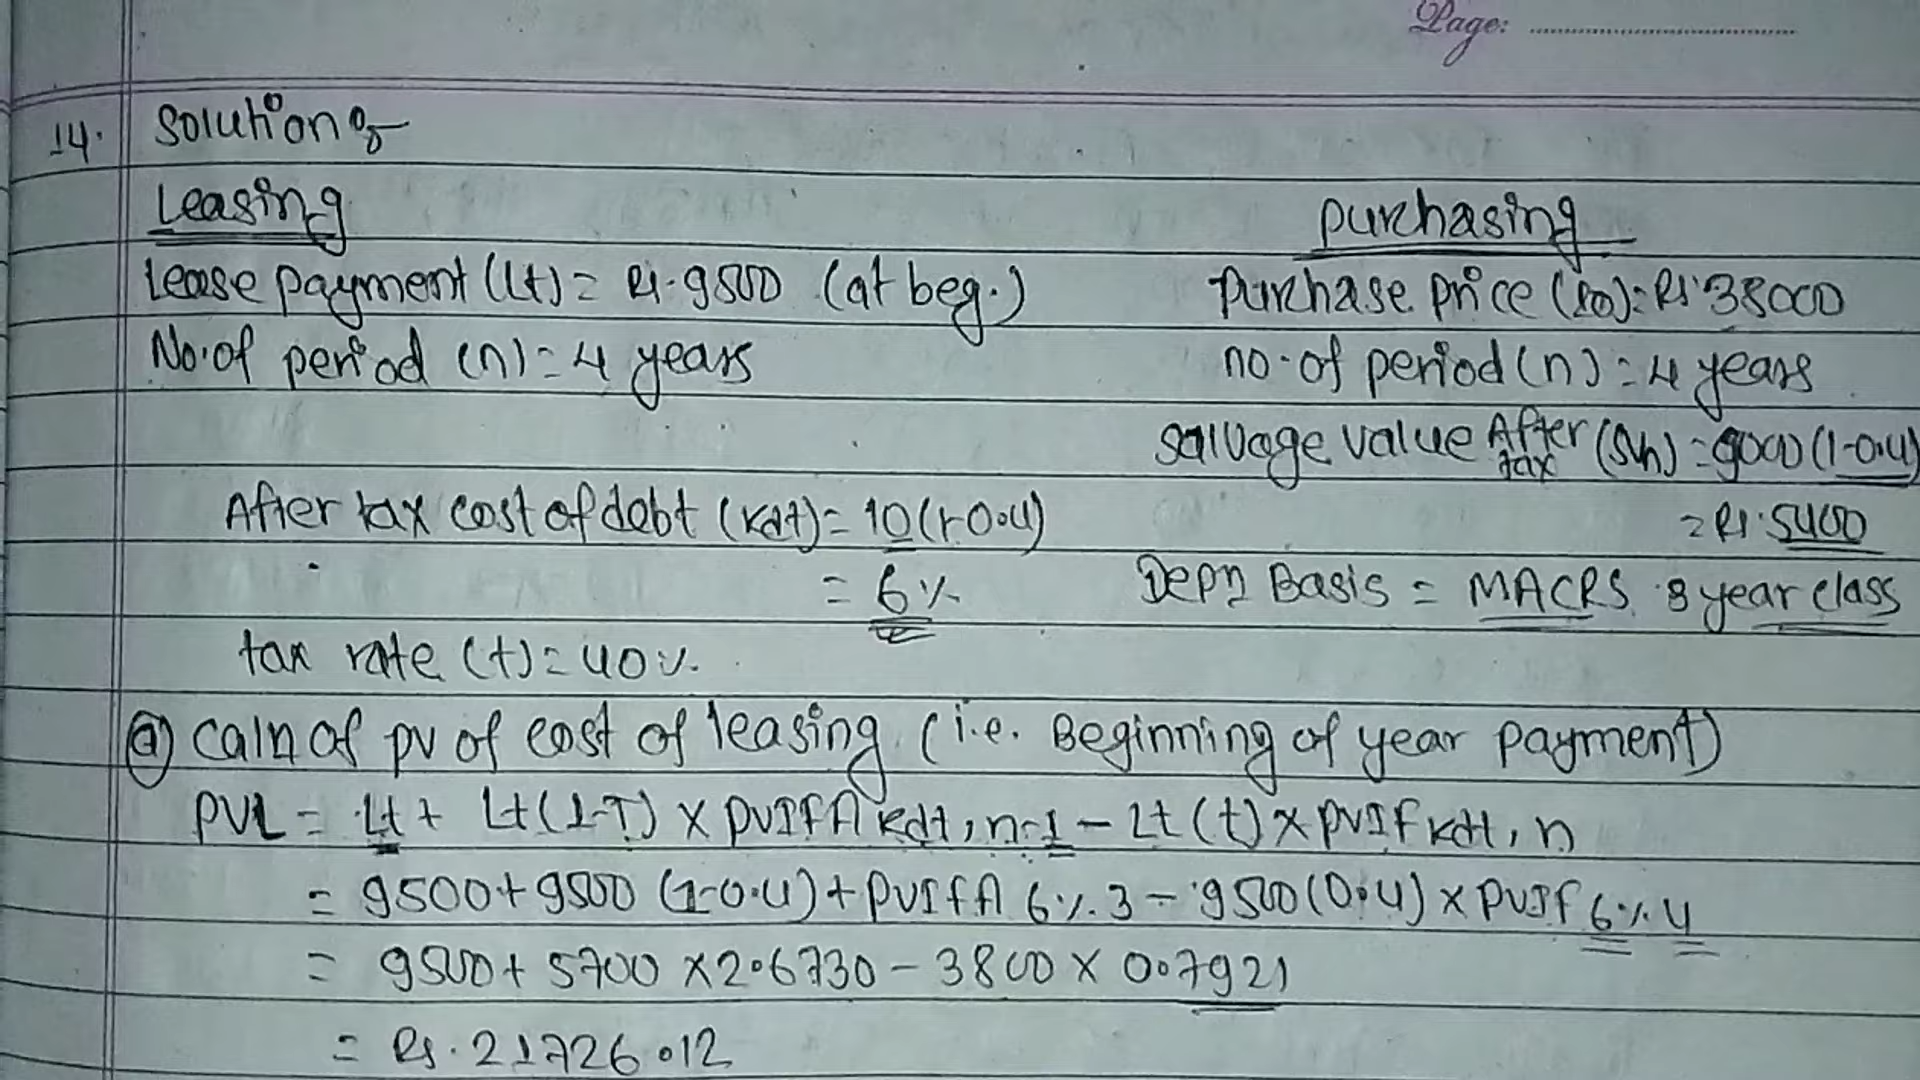 Page:
14. Solution:-
Leasing Purchasing
Lease payment (Lt) = Rs. 9500 (at beg.) Purchase price (Po) = Rs 38000
No. of period (n) = 4 years no. of period (n) = 4 years
Salvage value After tax (Svn) = 9000 (1-0.4)
After tax cost of debt (Kdt) = 10 (1-0.4) = Rs. 5400
= 6% Depn Basis = MACRS 3 year class
tax rate (t) = 40%.
(a) Caln of pv of cost of leasing (i.e. Beginning of year payment)
PVL = Lt + Lt (1-T) × PVIFA kdt, n-1 - Lt (t) × PVIF kdt, n
= 9500 + 9500 (1-0.4) + PVIFA 6%. 3 - 9500 (0.4) × PVIF 6%. 4
= 9500 + 5700 × 2.6730 - 3800 × 0.7921
= Rs. 21726.12